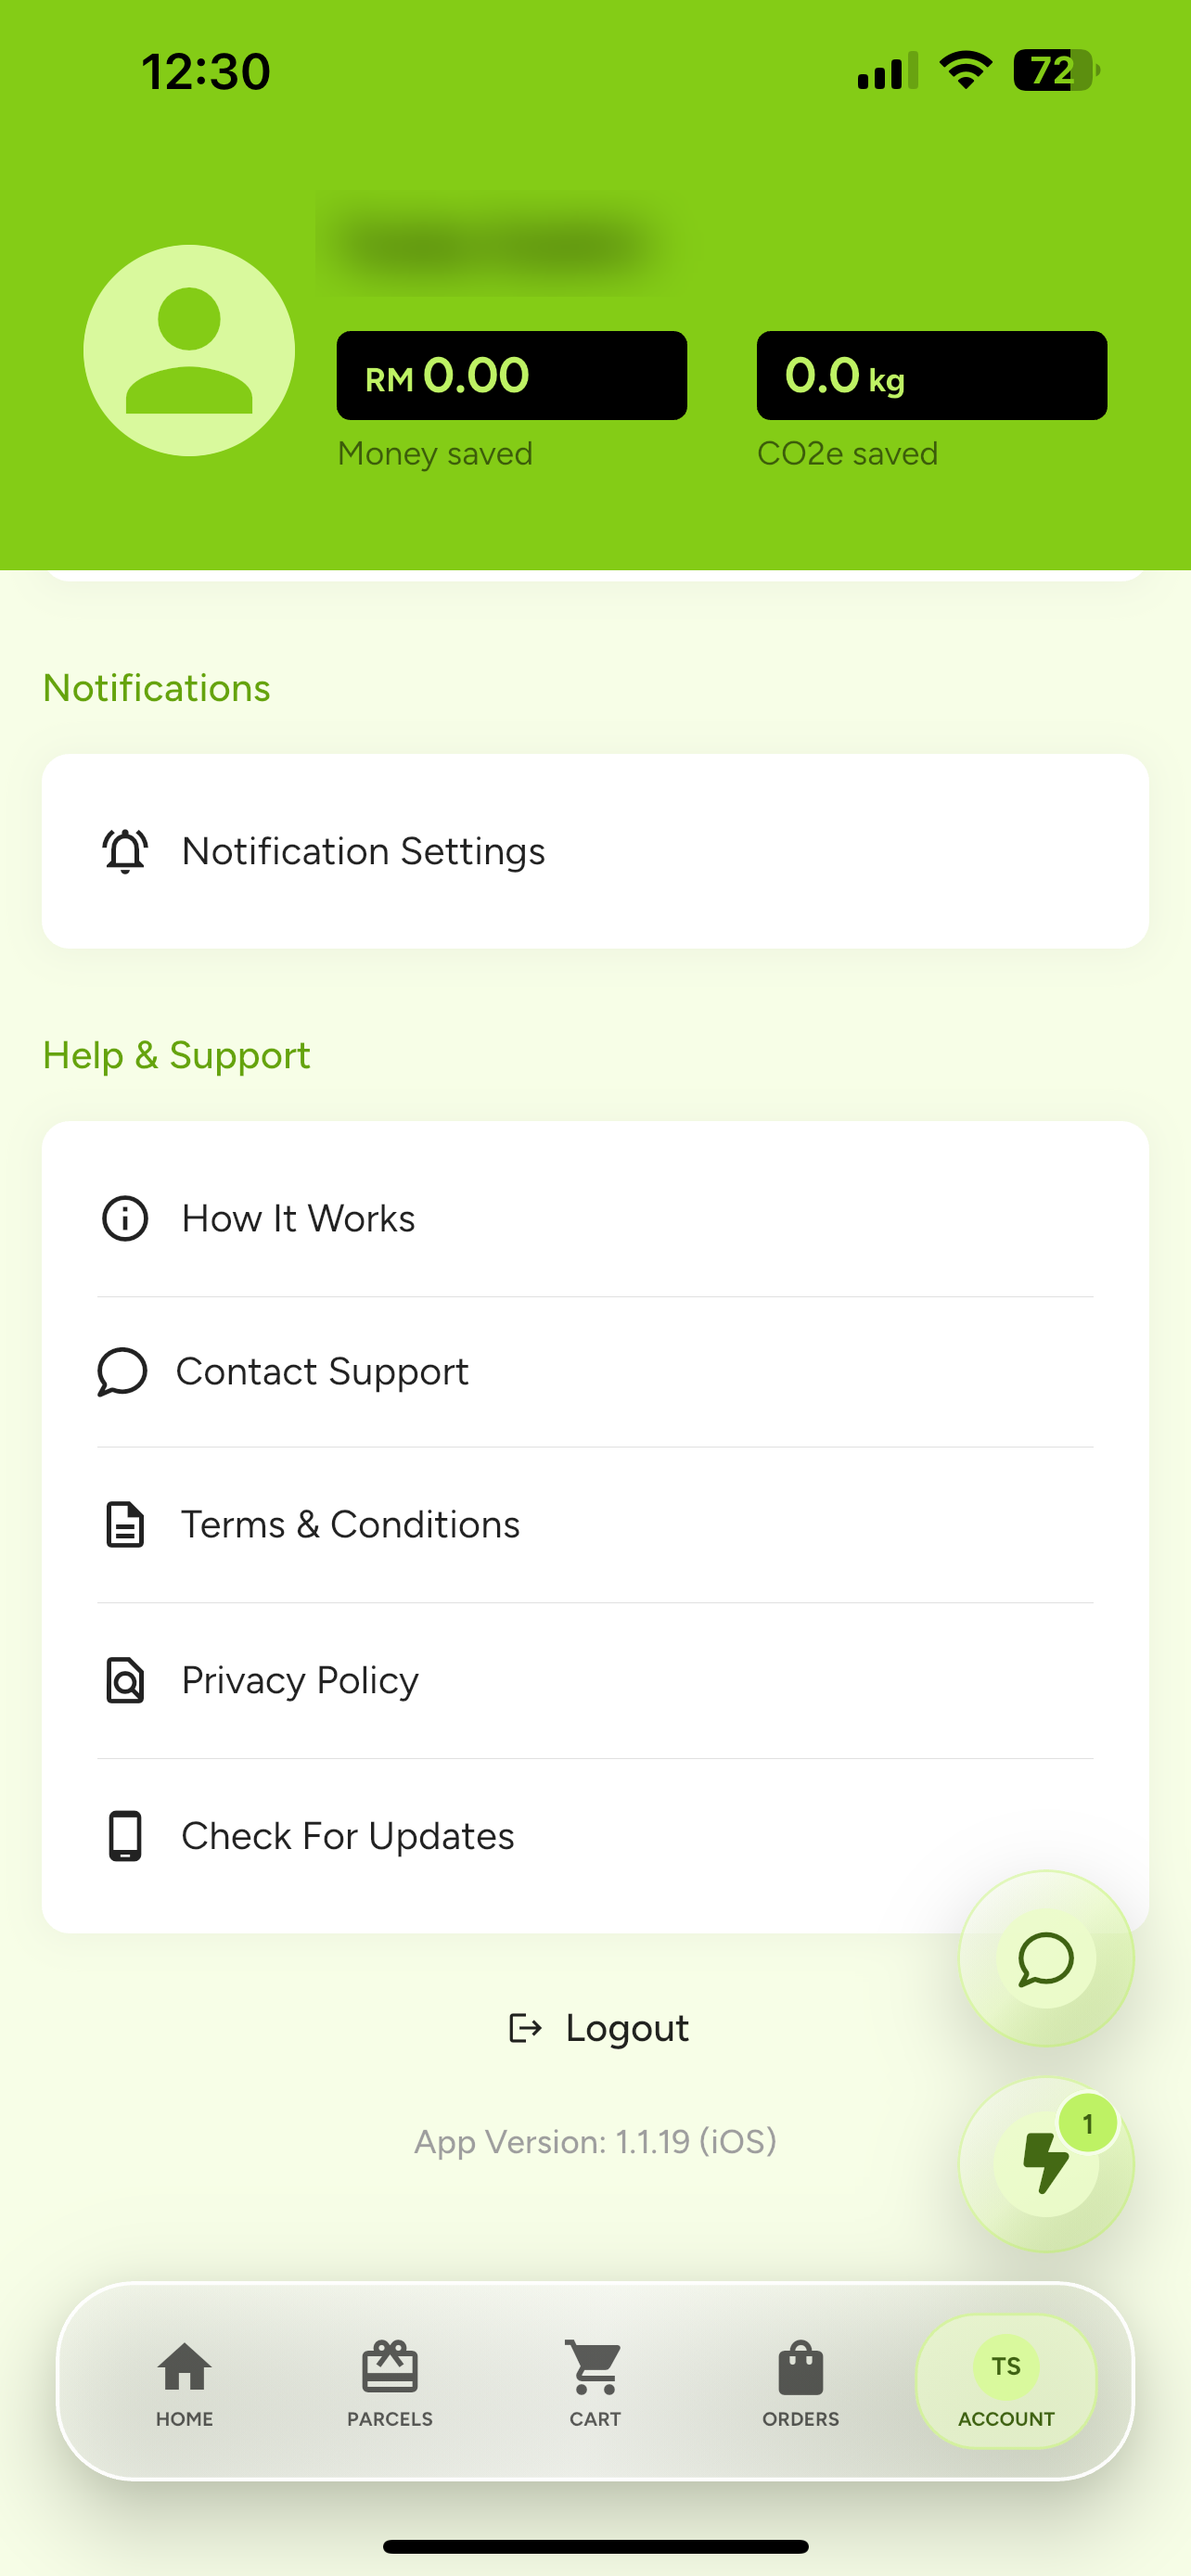 12:30
72
RM 0.00
0.0 kg
Money saved
CO2e saved
Notifications
Notification Settings
Help & Support
How It Works
Contact Support
Terms & Conditions
Privacy Policy
Check For Updates
Logout
App Version: 1.1.19 (iOS)
1
HOME
PARCELS
CART
ORDERS
TS
ACCOUNT